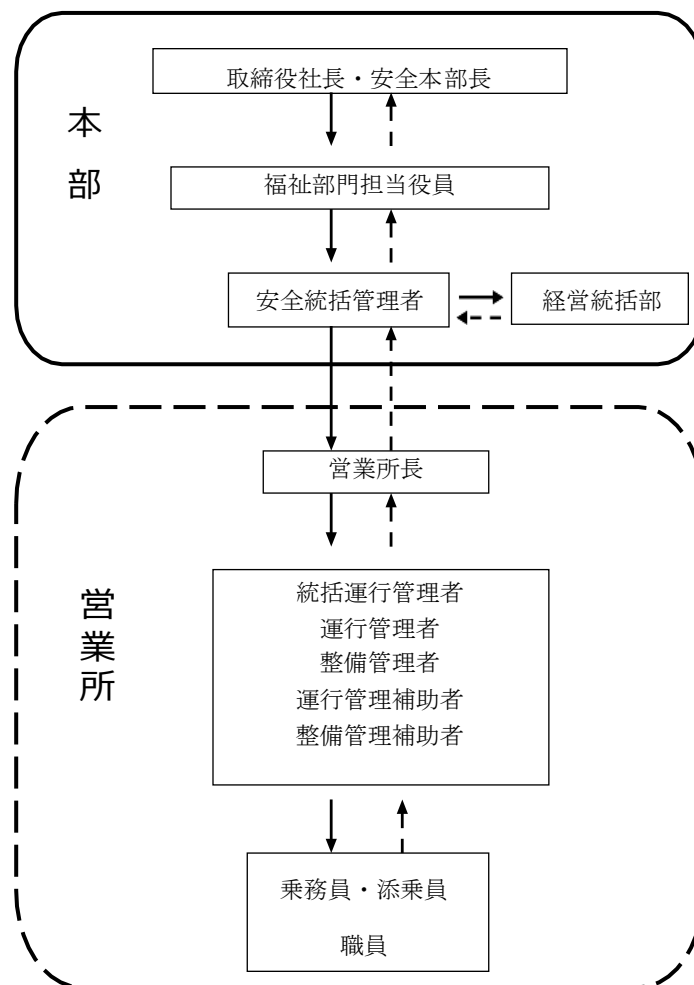 本部
取締役社長・安全本部長
福祉部門担当役員
安全統括管理者
経営統括部
営業所
営業所長
統括運行管理者
運行管理者
整備管理者
運行管理補助者
整備管理補助者
乗務員・添乗員
職員